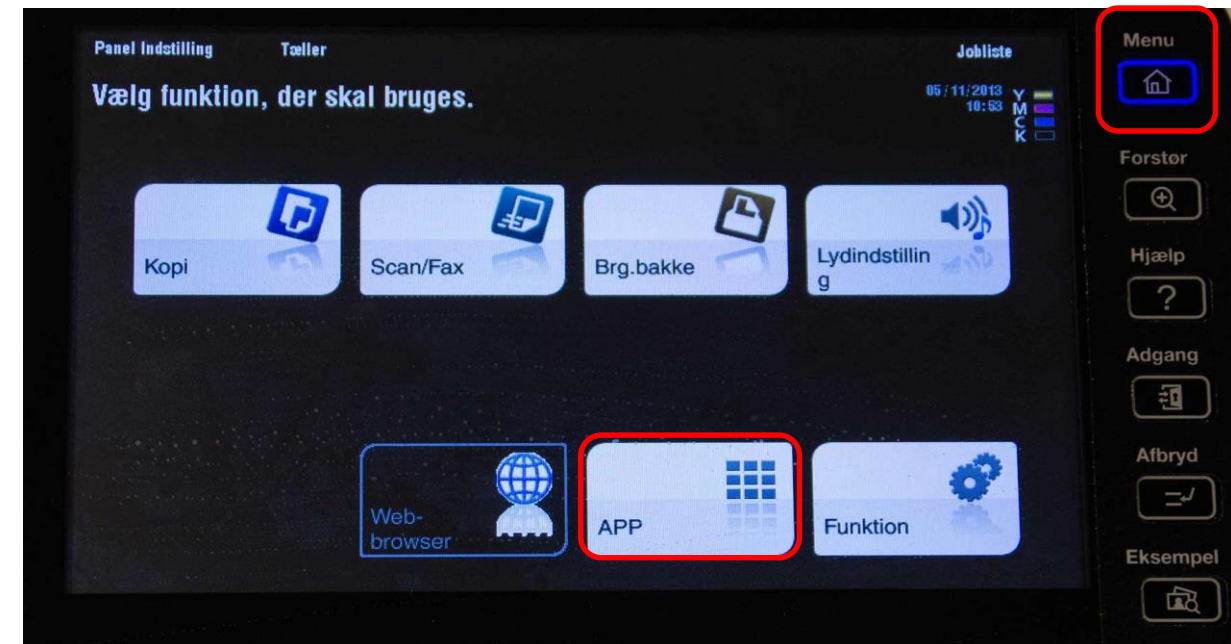 Panel Indstilling Tæller Jobliste
Vælg funktion, der skal bruges.
05/11/2013
10:53
Y
M
C
K
Kopi
Scan/Fax
Brg.bakke
Lydindstillin
g
Web-
browser
APP
Funktion
Menu
Forstør
Hjælp
?
Adgang
Afbryd
Eksempel